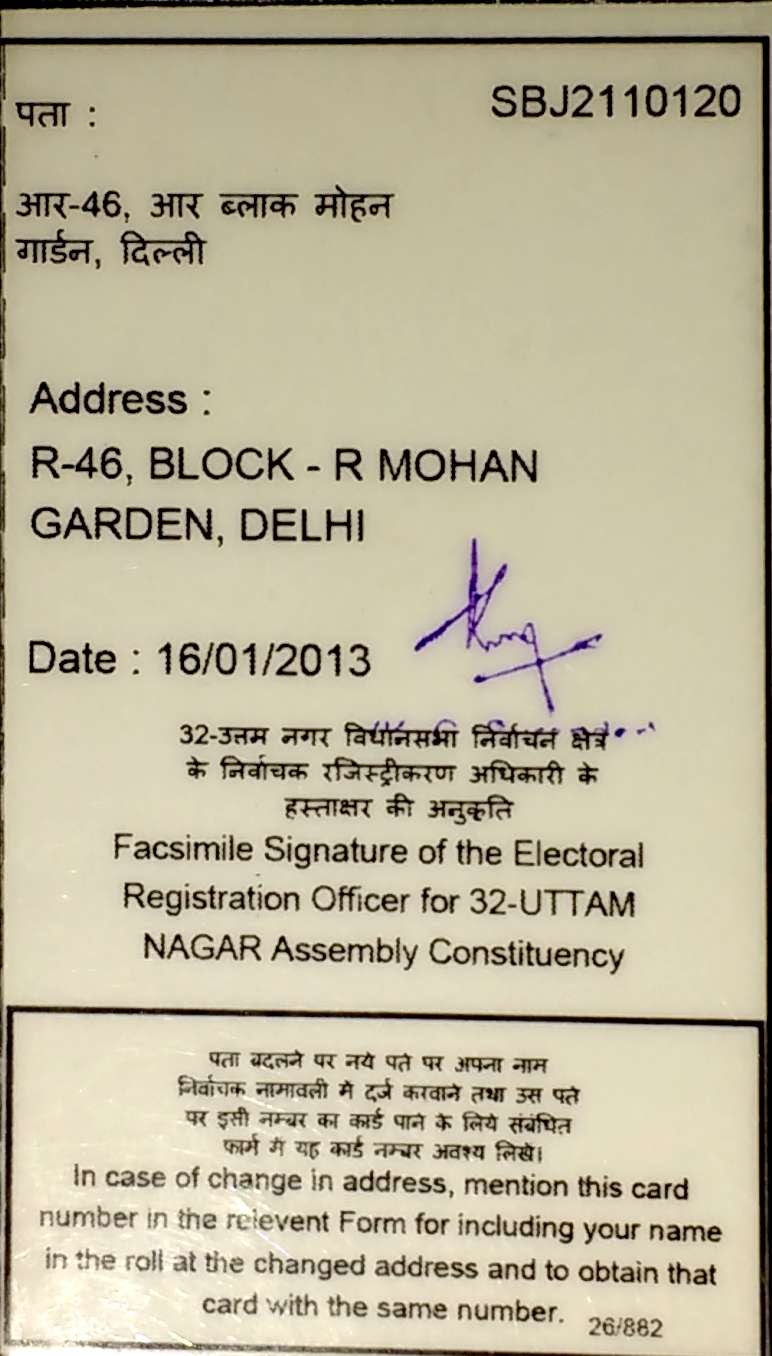 पता :
SBJ2110120
आर-46, आर ब्लाक मोहन
गार्डन, दिल्ली
Address :
R-46, BLOCK - R MOHAN
GARDEN, DELHI
Date : 16/01/2013
32-उत्तम नगर विधानसभा निर्वाचन क्षेत्र
के निर्वाचक रजिस्ट्रीकरण अधिकारी के
हस्ताक्षर की अनुकृति
Facsimile Signature of the Electoral
Registration Officer for 32-UTTAM
NAGAR Assembly Constituency
पता बदलने पर नये पते पर अपना नाम
निर्वाचक नामावली में दर्ज करवाने तथा उस पते
पर इसी नम्बर का कार्ड पाने के लिये संबंधित
फार्म में यह कार्ड नम्बर अवश्य लिखें।
In case of change in address, mention this card
number in the relevent Form for including your name
in the roll at the changed address and to obtain that
card with the same number.
26/882